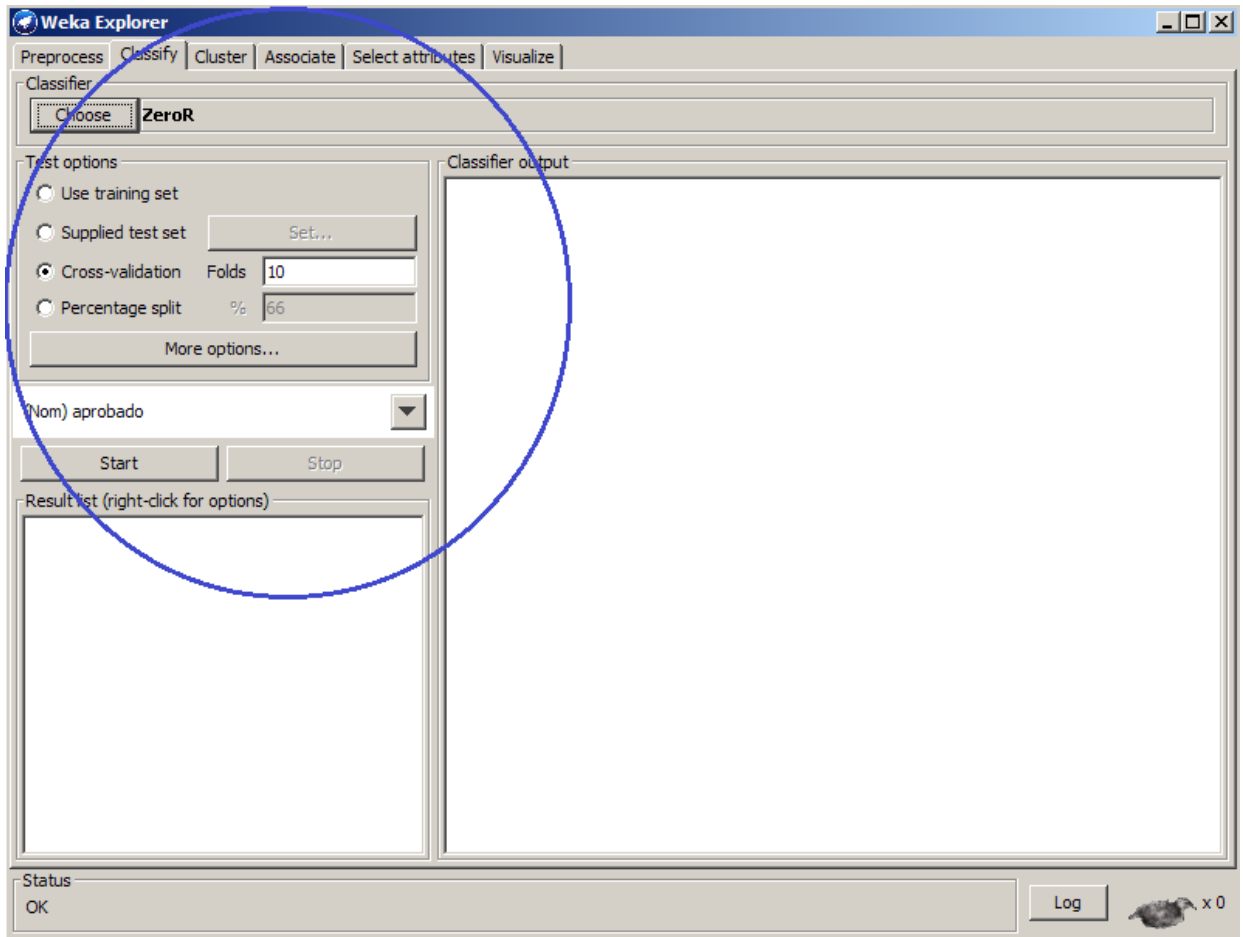 Weka Explorer
Preprocess Classify Cluster Associate Select attributes Visualize
Classifier
Choose ZeroR
Test options
Use training set
Supplied test set Set...
Cross-validation Folds 10
Percentage split % 66
More options...
(Nom) aprobado
Start Stop
Result list (right-click for options)
Classifier output
Status
OK
Log x 0